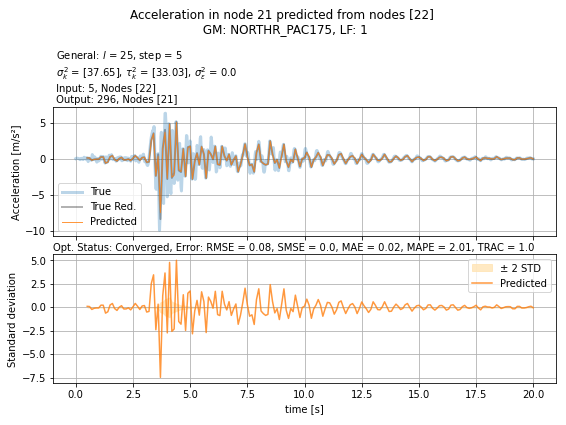 Acceleration in node 21 predicted from nodes [22]
GM: NORTHR_PAC175, LF: 1
General: l = 25, step = 5
σ²ₖ = [37.65], τ²ₖ = [33.03], σ²ε = 0.0
Input: 5, Nodes [22]
Output: 296, Nodes [21]
Acceleration [m/s²]
5
0
−5
−10
True
True Red.
Predicted
Opt. Status: Converged, Error: RMSE = 0.08, SMSE = 0.0, MAE = 0.02, MAPE = 2.01, TRAC = 1.0
Standard deviation
5.0
2.5
0.0
−2.5
−5.0
−7.5
± 2 STD
Predicted
0.0 2.5 5.0 7.5 10.0 12.5 15.0 17.5 20.0
time [s]